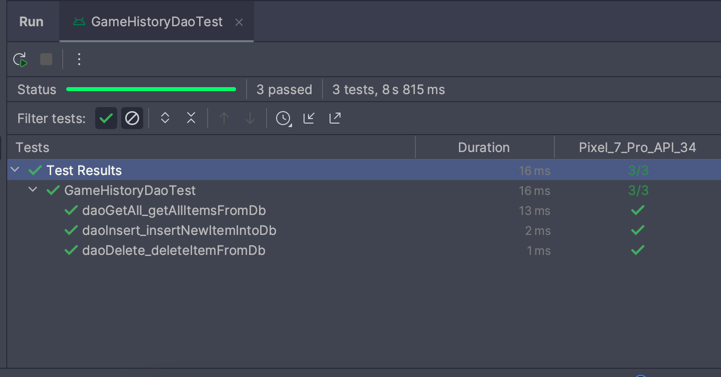 Run GameHistoryDaoTest
Status 3 passed 3 tests, 8 s 815 ms
Filter tests:
Tests Duration Pixel_7_Pro_API_34
Test Results 16 ms 3/3
GameHistoryDaoTest 16 ms 3/3
daoGetAll_getAllItemsFromDb 13 ms
daoInsert_insertNewItemIntoDb 2 ms
daoDelete_deleteItemFromDb 1 ms